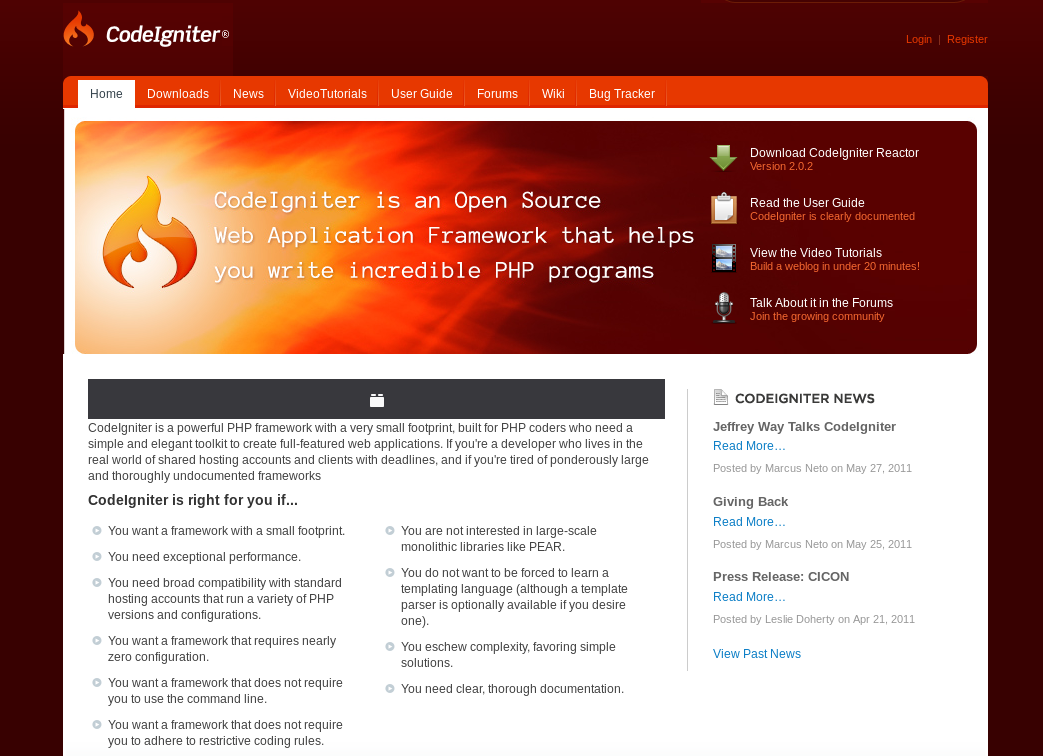 CodeIgniter®
Login | Register
Home Downloads News VideoTutorials User Guide Forums Wiki Bug Tracker
CodeIgniter is an Open Source
Web Application Framework that helps
you write incredible PHP programs
Download CodeIgniter Reactor
Version 2.0.2
Read the User Guide
CodeIgniter is clearly documented
View the Video Tutorials
Build a weblog in under 20 minutes!
Talk About it in the Forums
Join the growing community
CodeIgniter is a powerful PHP framework with a very small footprint, built for PHP coders who need a
simple and elegant toolkit to create full-featured web applications. If you're a developer who lives in the
real world of shared hosting accounts and clients with deadlines, and if you're tired of ponderously large
and thoroughly undocumented frameworks
CodeIgniter is right for you if...
You want a framework with a small footprint.
You need exceptional performance.
You need broad compatibility with standard
hosting accounts that run a variety of PHP
versions and configurations.
You want a framework that requires nearly
zero configuration.
You want a framework that does not require
you to use the command line.
You want a framework that does not require
you to adhere to restrictive coding rules.
You are not interested in large-scale
monolithic libraries like PEAR.
You do not want to be forced to learn a
templating language (although a template
parser is optionally available if you desire
one).
You eschew complexity, favoring simple
solutions.
You need clear, thorough documentation.
CODEIGNITER NEWS
Jeffrey Way Talks CodeIgniter
Read More…
Posted by Marcus Neto on May 27, 2011
Giving Back
Read More…
Posted by Marcus Neto on May 25, 2011
Press Release: CICON
Read More…
Posted by Leslie Doherty on Apr 21, 2011
View Past News